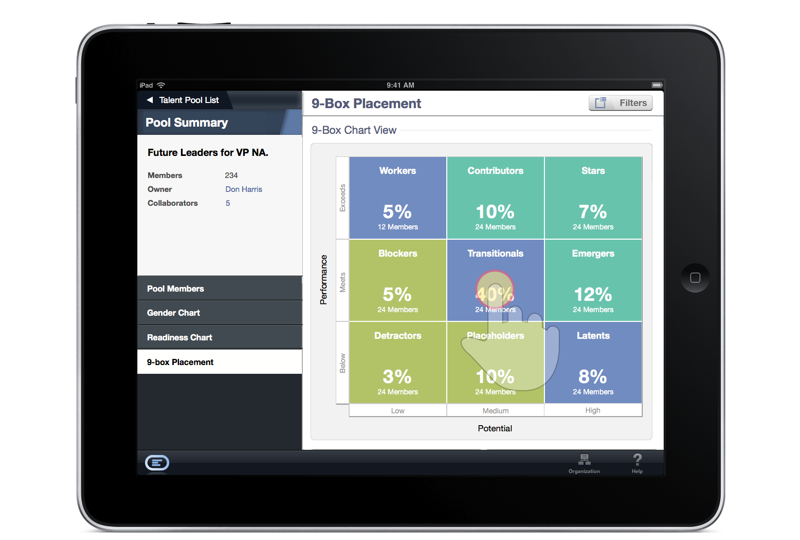 iPad
9:41 AM
Talent Pool List
Pool Summary
Future Leaders for VP NA.
Members 234
Owner Don Harris
Collaborators 5
Pool Members
Gender Chart
Readiness Chart
9-box Placement
9-Box Placement
Filters
9-Box Chart View
Performance
Exceeds
Workers
5%
12 Members
Contributors
10%
24 Members
Stars
7%
24 Members
Meets
Blockers
5%
24 Members
Transitionals
40%
24 Members
Emergers
12%
24 Members
Below
Detractors
3%
24 Members
Placeholders
10%
24 Members
Latents
8%
24 Members
Low
Medium
High
Potential
Organization
Help